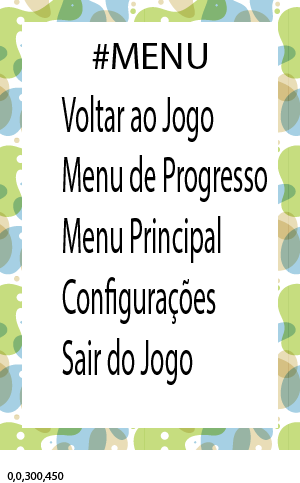 #MENU
Voltar ao Jogo
Menu de Progresso
Menu Principal
Configurações
Sair do Jogo
0,0,300,450